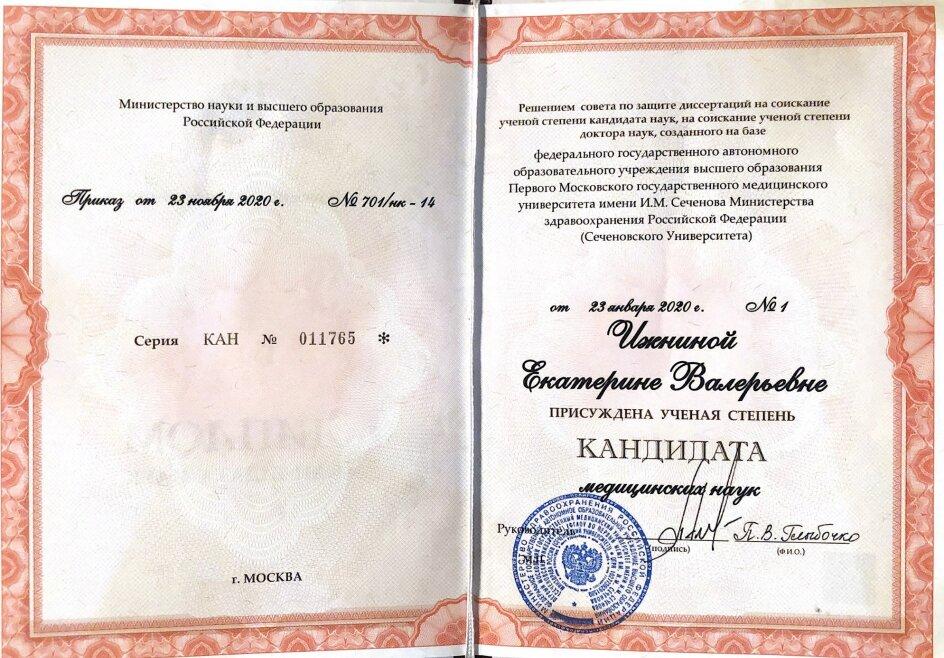 Министерство науки и высшего образования
Российской Федерации
Приказ от 23 ноября 2020 г. № 701/нк - 14
Серия КАН № 011765 *
г. МОСКВА
Решением совета по защите диссертаций на соискание
ученой степени кандидата наук, на соискание ученой степени
доктора наук, созданного на базе
федерального государственного автономного
образовательного учреждения высшего образования
Первого Московского государственного медицинского
университета имени И.М. Сеченова Министерства
здравоохранения Российской Федерации
(Сеченовского Университета)
от 23 января 2020 г. № 1
Ижниной
Екатерине Валерьевне
ПРИСУЖДЕНА УЧЕНАЯ СТЕПЕНЬ
КАНДИДАТА
медицинских наук
Руководитель
П.В. Глыбочко
(подпись) (Ф.И.О.)
М.П.